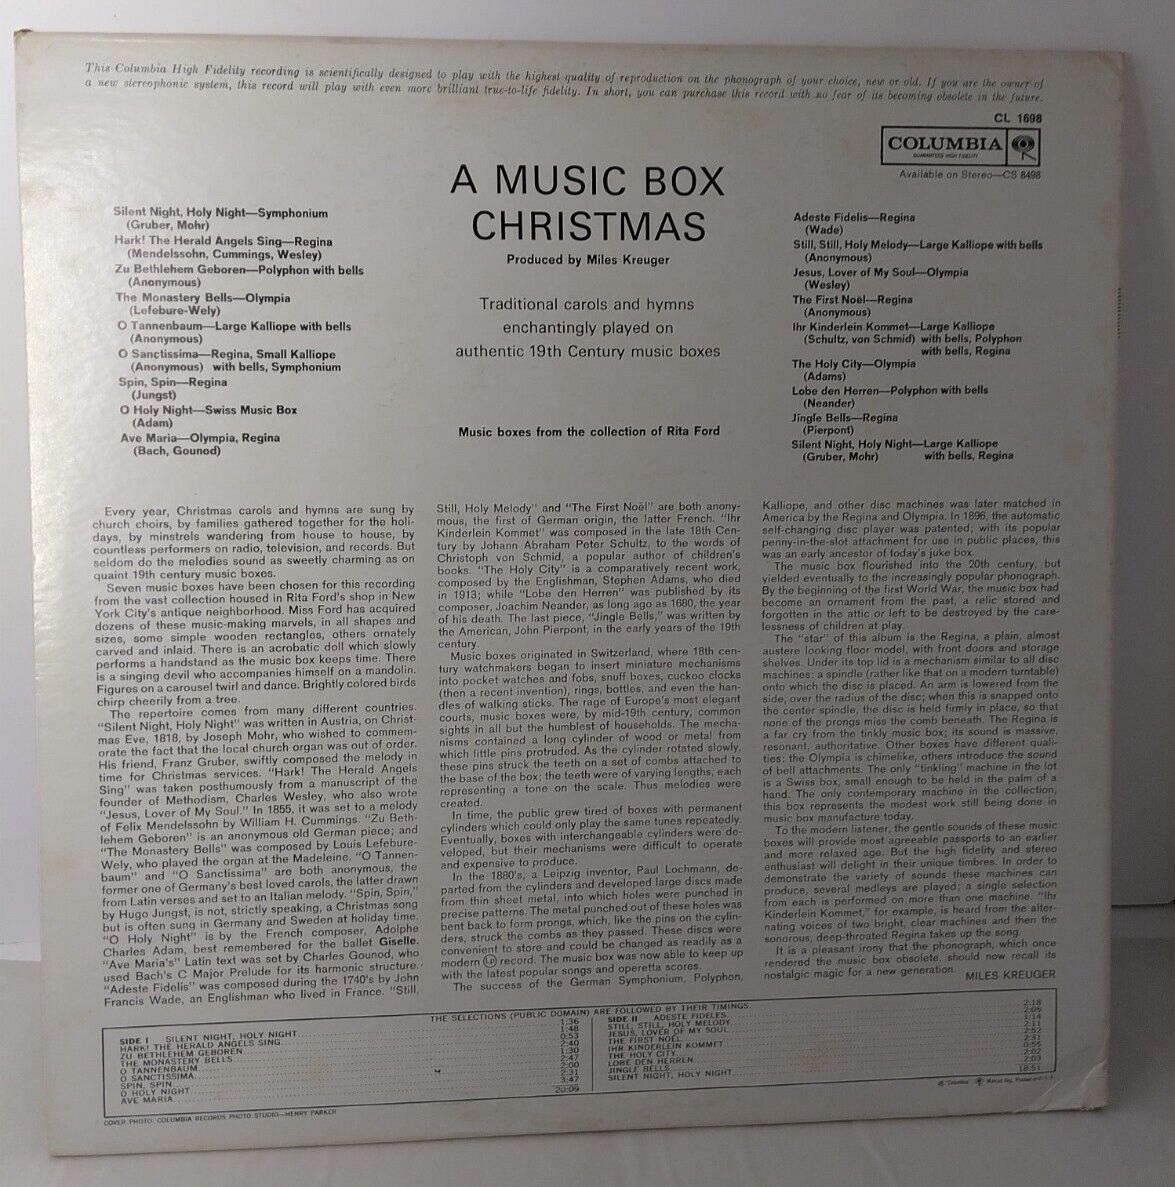 This Columbia High Fidelity recording is scientifically designed to play with the highest quality of reproduction on the phonograph of your choice, new or old. If you are the owner of
a new stereophonic system, this record will play with even more brilliant true-to-life fidelity. In short, you can purchase this record with no fear of its becoming obsolete in the future.
CL 1698
COLUMBIA
GUARANTEED HIGH FIDELITY
Available on Stereo—CS 8498
A MUSIC BOX
CHRISTMAS
Produced by Miles Kreuger
Traditional carols and hymns
enchantingly played on
authentic 19th Century music boxes
Music boxes from the collection of Rita Ford
Silent Night, Holy Night—Symphonium
(Gruber, Mohr)
Hark! The Herald Angels Sing—Regina
(Mendelssohn, Cummings, Wesley)
Zu Bethlehem Geboren—Polyphon with bells
(Anonymous)
The Monastery Bells—Olympia
(Lefebure-Wely)
O Tannenbaum—Large Kalliope with bells
(Anonymous)
O Sanctissima—Regina, Small Kalliope
(Anonymous) with bells, Symphonium
Spin, Spin—Regina
(Jungst)
O Holy Night—Swiss Music Box
(Adam)
Ave Maria—Olympia, Regina
(Bach, Gounod)
Adeste Fidelis—Regina
(Wade)
Still, Still, Holy Melody—Large Kalliope with bells
(Anonymous)
Jesus, Lover of My Soul—Olympia
(Wesley)
The First Noël—Regina
(Anonymous)
Ihr Kinderlein Kommet—Large Kalliope
(Schultz, von Schmid) with bells, Polyphon
with bells, Regina
The Holy City—Olympia
(Adams)
Lobe den Herren—Polyphon with bells
(Neander)
Jingle Bells—Regina
(Pierpont)
Silent Night, Holy Night—Large Kalliope
(Gruber, Mohr) with bells, Regina
Every year, Christmas carols and hymns are sung by
church choirs, by families gathered together for the holi-
days, by minstrels wandering from house to house, by
countless performers on radio, television, and records. But
seldom do the melodies sound as sweetly charming as on
quaint 19th century music boxes.
Seven music boxes have been chosen for this recording
from the vast collection housed in Rita Ford's shop in New
York City's antique neighborhood. Miss Ford has acquired
dozens of these music-making marvels, in all shapes and
sizes, some simple wooden rectangles, others ornately
carved and inlaid. There is an acrobatic doll which slowly
performs a handstand as the music box keeps time. There
is a singing devil who accompanies himself on a mandolin.
Figures on a carousel twirl and dance. Brightly colored birds
chirp cheerily from a tree.
The repertoire comes from many different countries.
"Silent Night, Holy Night" was written in Austria, on Christ-
mas Eve, 1818, by Joseph Mohr, who wished to commem-
orate the fact that the local church organ was out of order.
His friend, Franz Gruber, swiftly composed the melody in
time for Christmas services. "Hark! The Herald Angels
Sing" was taken posthumously from a manuscript of the
founder of Methodism, Charles Wesley, who also wrote
"Jesus, Lover of My Soul." In 1855, it was set to a melody
of Felix Mendelssohn by William H. Cummings. "Zu Beth-
lehem Geboren" is an anonymous old German piece; and
"The Monastery Bells" was composed by Louis Lefebure-
Wely, who played the organ at the Madeleine. "O Tannen-
baum" and "O Sanctissima" are both anonymous, the
former one of Germany's best loved carols, the latter drawn
from Latin verses and set to an Italian melody. "Spin, Spin,"
by Hugo Jungst, is not, strictly speaking, a Christmas song
but is often sung in Germany and Sweden at holiday time.
"O Holy Night" is by the French composer, Adolphe
Charles Adam, best remembered for the ballet Giselle.
"Ave Maria's" Latin text was set by Charles Gounod, who
used Bach's C Major Prelude for its harmonic structure.
"Adeste Fidelis" was composed during the 1740's by John
Francis Wade, an Englishman who lived in France. "Still,
Still, Holy Melody" and "The First Noël" are both anony-
mous, the first of German origin, the latter French. "Ihr
Kinderlein Kommet" was composed in the late 18th Cen-
tury by Johann Abraham Peter Schultz, to the words of
Christoph von Schmid, a popular author of children's
books. "The Holy City" is a comparatively recent work,
composed by the Englishman, Stephen Adams, who died
in 1913; while "Lobe den Herren" was published by its
composer, Joachim Neander, as long ago as 1680, the year
of his death. The last piece, "Jingle Bells," was written by
the American, John Pierpont, in the early years of the 19th
century.
Music boxes originated in Switzerland, where 18th cen-
tury watchmakers began to insert miniature mechanisms
into pocket watches and fobs, snuff boxes, cuckoo clocks
(then a recent invention), rings, bottles, and even the han-
dles of walking sticks. The rage of Europe's most elegant
courts, music boxes were, by mid-19th century, common
sights in all but the humblest of households. The mecha-
nisms contained a long cylinder of wood or metal from
which little pins protruded. As the cylinder rotated slowly,
these pins struck the teeth on a set of combs attached to
the base of the box; the teeth were of varying lengths, each
representing a tone on the scale. Thus melodies were
created.
In time, the public grew tired of boxes with permanent
cylinders which could only play the same tunes repeatedly.
Eventually, boxes with interchangeable cylinders were de-
veloped, but their mechanisms were difficult to operate
and expensive to produce.
In the 1880's, a Leipzig inventor, Paul Lochmann, de-
parted from the cylinders and developed large discs made
from thin sheet metal, into which holes were punched in
precise patterns. The metal punched out of these holes was
bent back to form prongs, which, like the pins on the cylin-
ders, struck the combs as they passed. These discs were
convenient to store and could be changed as readily as a
modern LP record. The music box was now able to keep up
with the latest popular songs and operetta scores.
The success of the German Symphonium, Polyphon,
Kalliope, and other disc machines was later matched in
America by the Regina and Olympia. In 1896, the automatic
self-changing disc player was patented; with its popular
penny-in-the-slot attachment for use in public places, this
was an early ancestor of today's juke box.
The music box flourished into the 20th century, but
yielded eventually to the increasingly popular phonograph.
By the beginning of the first World War, the music box had
become an ornament from the past, a relic stored and
forgotten in the attic or left to be destroyed by the care-
lessness of children at play.
The "star" of this album is the Regina, a plain, almost
austere looking floor model, with front doors and storage
shelves. Under its top lid is a mechanism similar to all disc
machines: a spindle (rather like that on a modern turntable)
onto which the disc is placed. An arm is lowered from the
side, over the radius of the disc; when this is snapped onto
the center spindle, the disc is held firmly in place, so that
none of the prongs miss the comb beneath. The Regina is
a far cry from the tinkly music box; its sound is massive,
resonant, authoritative. Other boxes have different quali-
ties: the Olympia is chimelike, others introduce the sound
of bell attachments. The only "tinkling" machine in the lot
is a Swiss box, small enough to be held in the palm of a
hand. The only contemporary machine in the collection,
this box represents the modest work still being done in
music box manufacture today.
To the modern listener, the gentle sounds of these music
boxes will provide most agreeable passports to an earlier
and more relaxed age. But the high fidelity and stereo
enthusiast will delight in their unique timbres. In order to
demonstrate the variety of sounds these machines can
produce, several medleys are played; a single selection
from each is performed on more than one machine. "Ihr
Kinderlein Kommet," for example, is heard from the alter-
nating voices of two bright, clear machines and then the
sonorous, deep-throated Regina takes up the song.
It is a pleasant irony that the phonograph, which once
rendered the music box obsolete, should now recall its
nostalgic magic for a new generation.
MILES KREUGER
THE SELECTIONS (PUBLIC DOMAIN) ARE FOLLOWED BY THEIR TIMINGS.
SIDE I SILENT NIGHT, HOLY NIGHT 1:36
HARK! THE HERALD ANGELS SING 1:48
ZU BETHLEHEM GEBOREN 0:53
THE MONASTERY BELLS 2:40
O TANNENBAUM 1:30
O SANCTISSIMA 2:47
SPIN, SPIN 2:00
O HOLY NIGHT 2:31
AVE MARIA 3:47
20:09
SIDE II ADESTE FIDELES 2:18
STILL, STILL, HOLY MELODY 2:05
JESUS, LOVER OF MY SOUL 1:14
THE FIRST NOËL 2:11
IHR KINDERLEIN KOMMET 2:52
THE HOLY CITY 2:31
LOBE DEN HERREN 0:55
JINGLE BELLS 2:02
SILENT NIGHT, HOLY NIGHT 2:03
18:51
COVER PHOTO: COLUMBIA RECORDS PHOTO STUDIO—HENRY PARKER
® "Columbia" Marcas Reg. Printed in U.S.A.